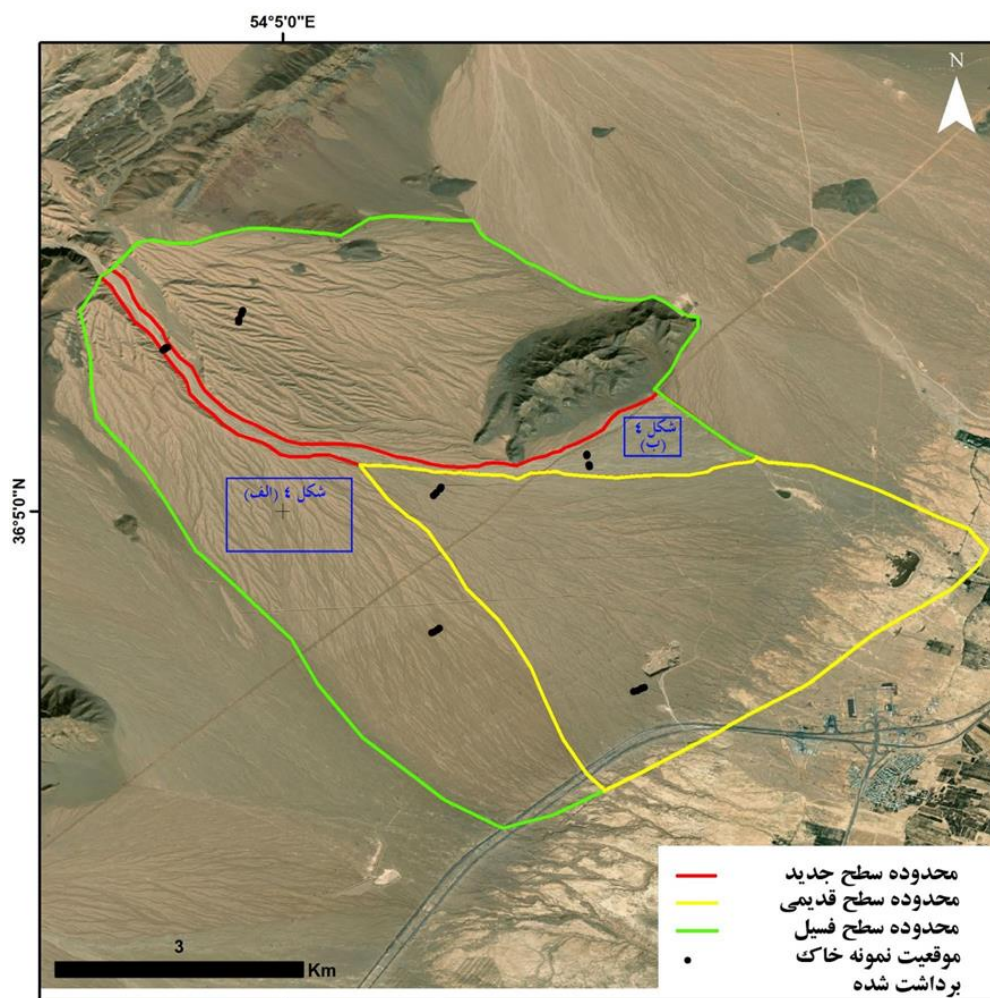 54°5'0"E
N
36°5'0"N
شکل ٤
(ب)
شکل ٤ (الف)
محدوده سطح جدید
محدوده سطح قدیمی
محدوده سطح فسیل
موقعیت نمونه خاک
برداشت شده
3
Km